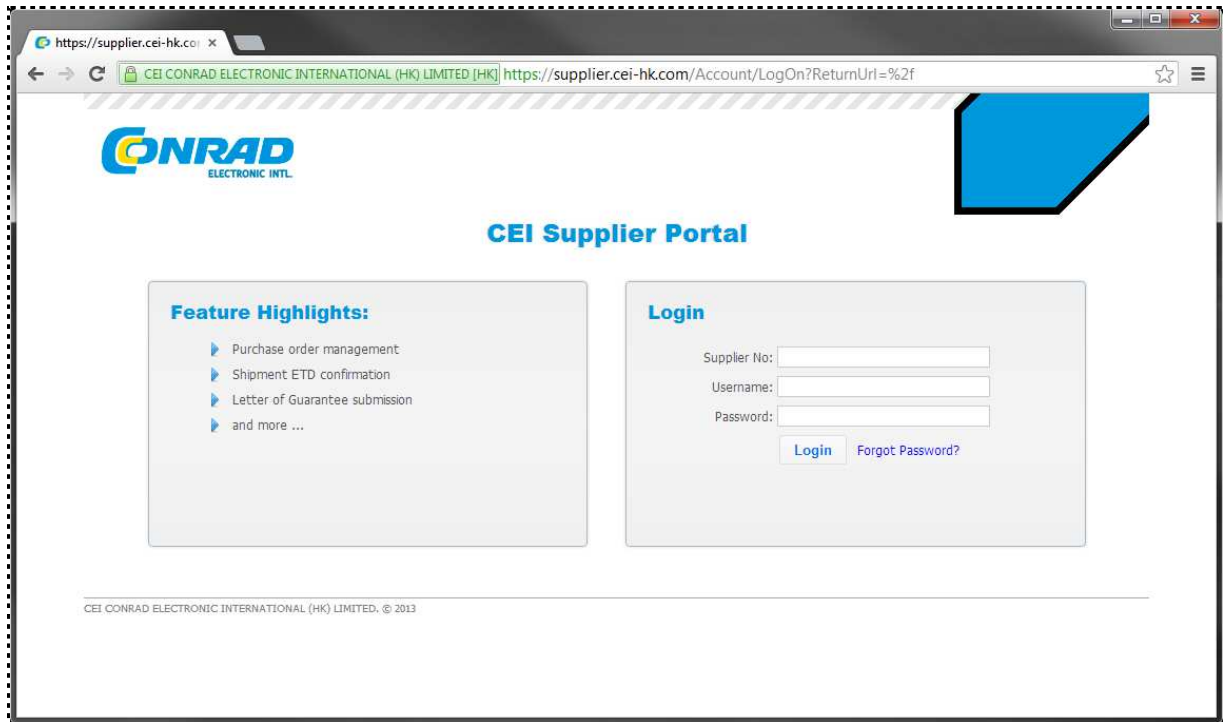 https://supplier.cei-hk.co
CEI CONRAD ELECTRONIC INTERNATIONAL (HK) LIMITED [HK] https://supplier.cei-hk.com/Account/LogOn?ReturnUrl=%2f
CONRAD
ELECTRONIC INTL.
CEI Supplier Portal
Feature Highlights:
Purchase order management
Shipment ETD confirmation
Letter of Guarantee submission
and more ...
Login
Supplier No:
Username:
Password:
Login Forgot Password?
CEI CONRAD ELECTRONIC INTERNATIONAL (HK) LIMITED. © 2013